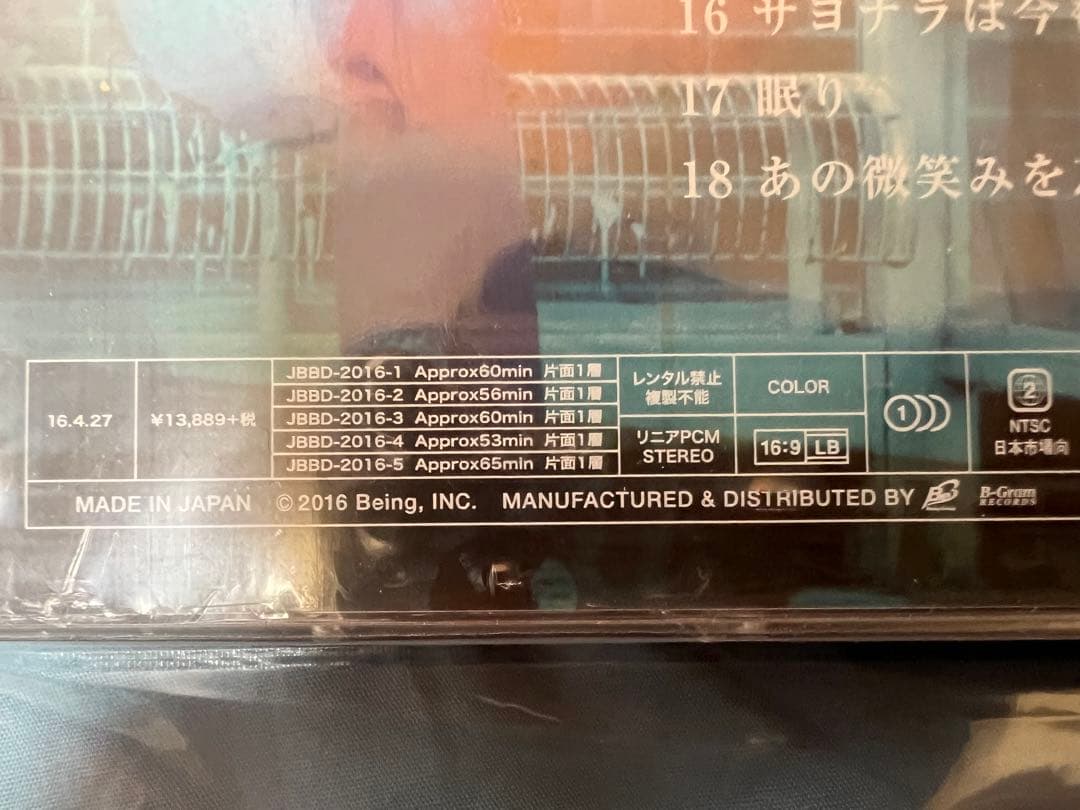 16 サヨナラは今
17 眠り
18 あの微笑みを
16.4.27
¥13,889+税
JBBD-2016-1 Approx60min 片面1層
JBBD-2016-2 Approx56min 片面1層
JBBD-2016-3 Approx60min 片面1層
JBBD-2016-4 Approx53min 片面1層
JBBD-2016-5 Approx65min 片面1層
レンタル禁止
複製不能
リニアPCM
STEREO
COLOR
16:9 LB
1
2
NTSC
日本市場向
MADE IN JAPAN © 2016 Being, INC. MANUFACTURED & DISTRIBUTED BY B-Gram
RECORDS